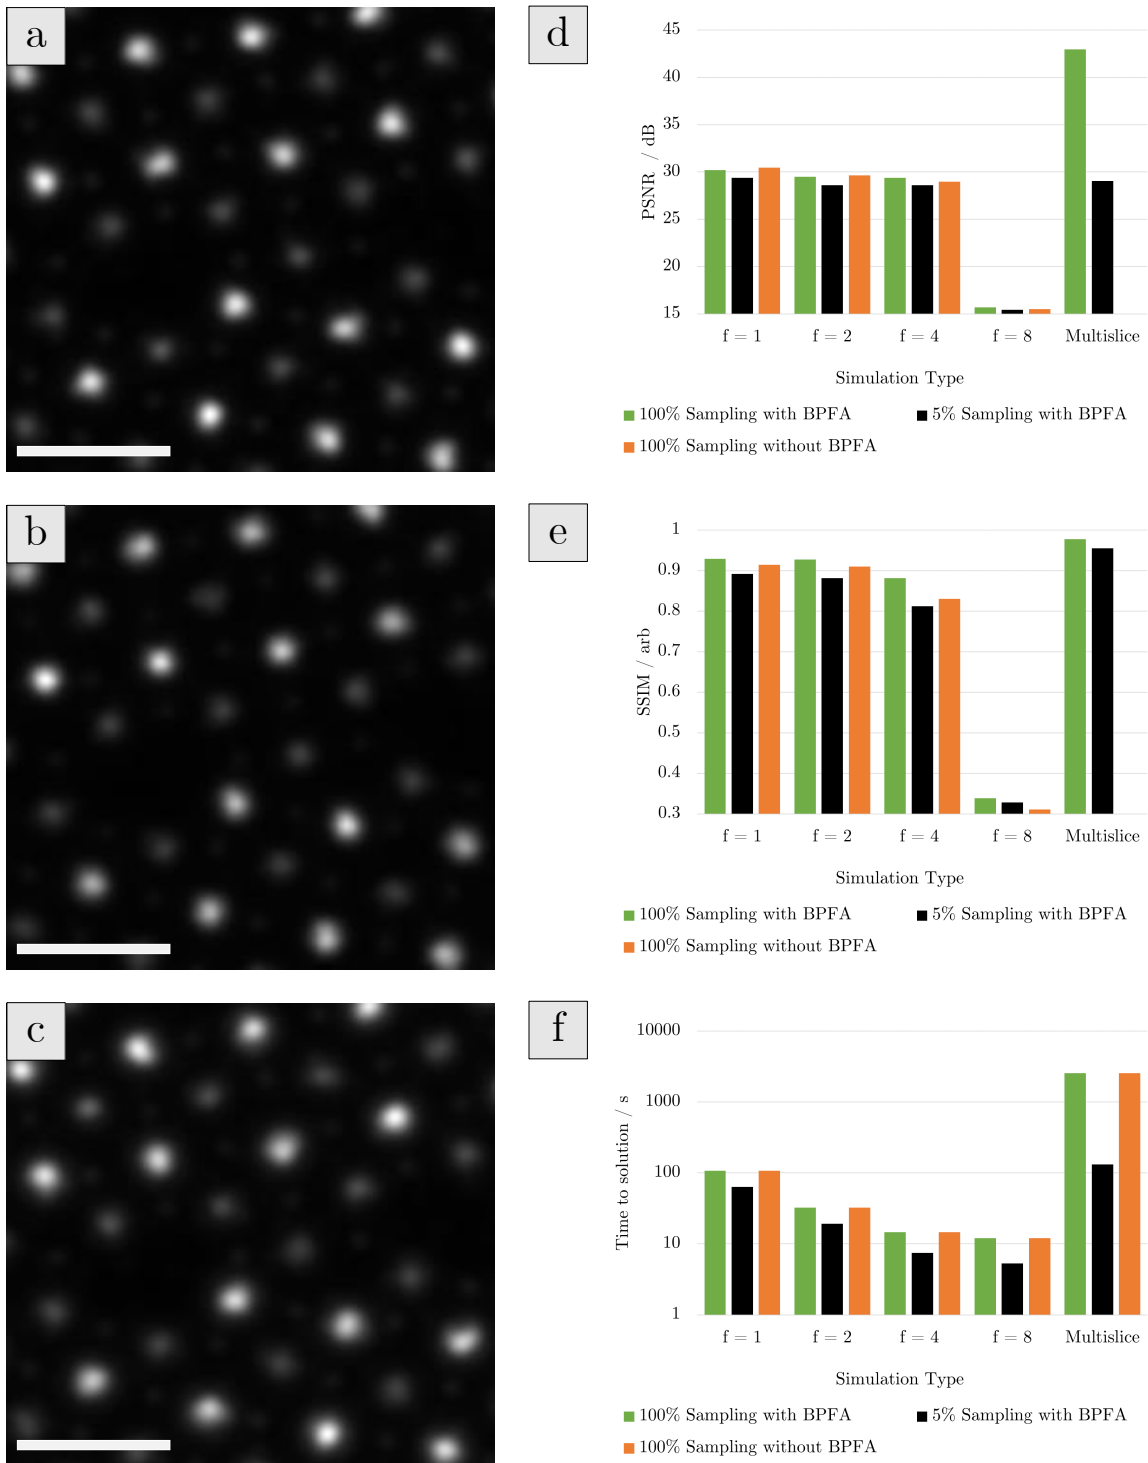 a
b
c
d
45
40
35
30
25
20
15
PSNR / dB
f = 1 f = 2 f = 4 f = 8 Multislice
Simulation Type
100% Sampling with BPFA 5% Sampling with BPFA
100% Sampling without BPFA
e
1
0.9
0.8
0.7
0.6
0.5
0.4
0.3
SSIM / arb
f = 1 f = 2 f = 4 f = 8 Multislice
Simulation Type
100% Sampling with BPFA 5% Sampling with BPFA
100% Sampling without BPFA
f
10000
1000
100
10
1
Time to solution / s
f = 1 f = 2 f = 4 f = 8 Multislice
Simulation Type
100% Sampling with BPFA 5% Sampling with BPFA
100% Sampling without BPFA